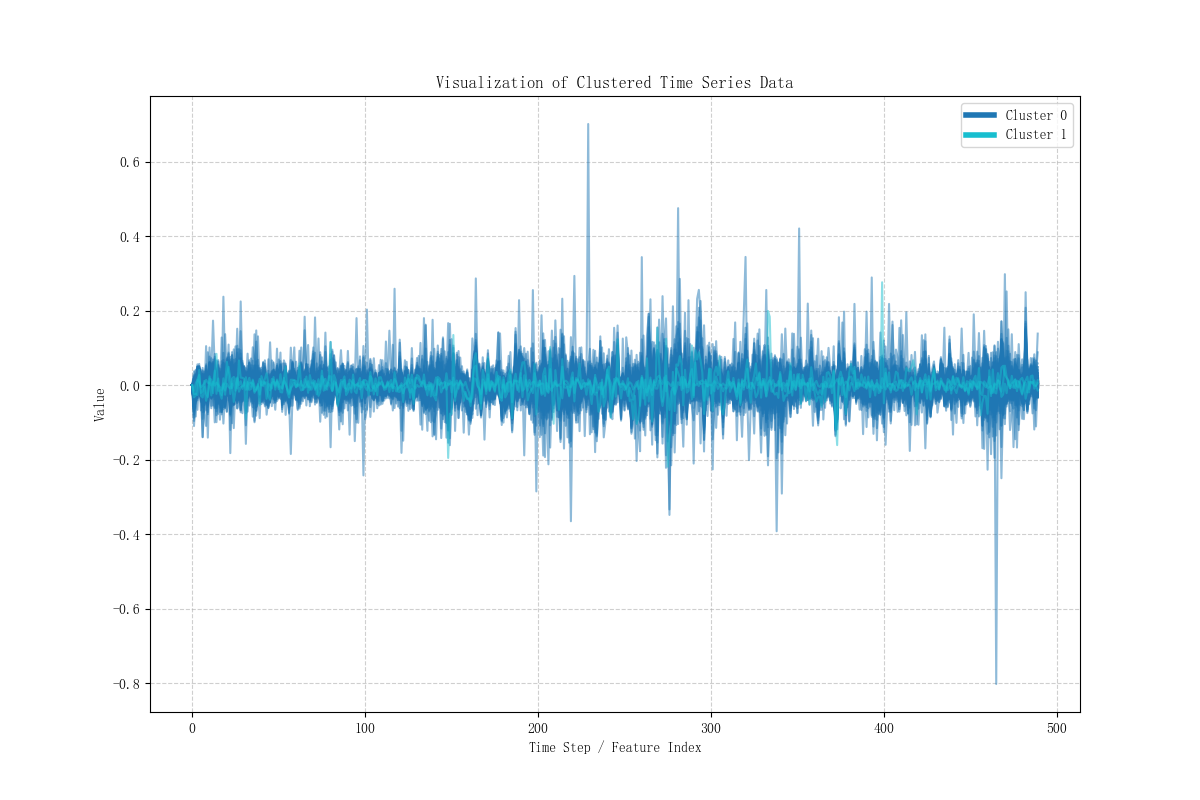 Visualization of Clustered Time Series Data
Cluster 0
Cluster 1
0.6
0.4
0.2
0.0
-0.2
-0.4
-0.6
-0.8
Value
0 100 200 300 400 500
Time Step / Feature Index